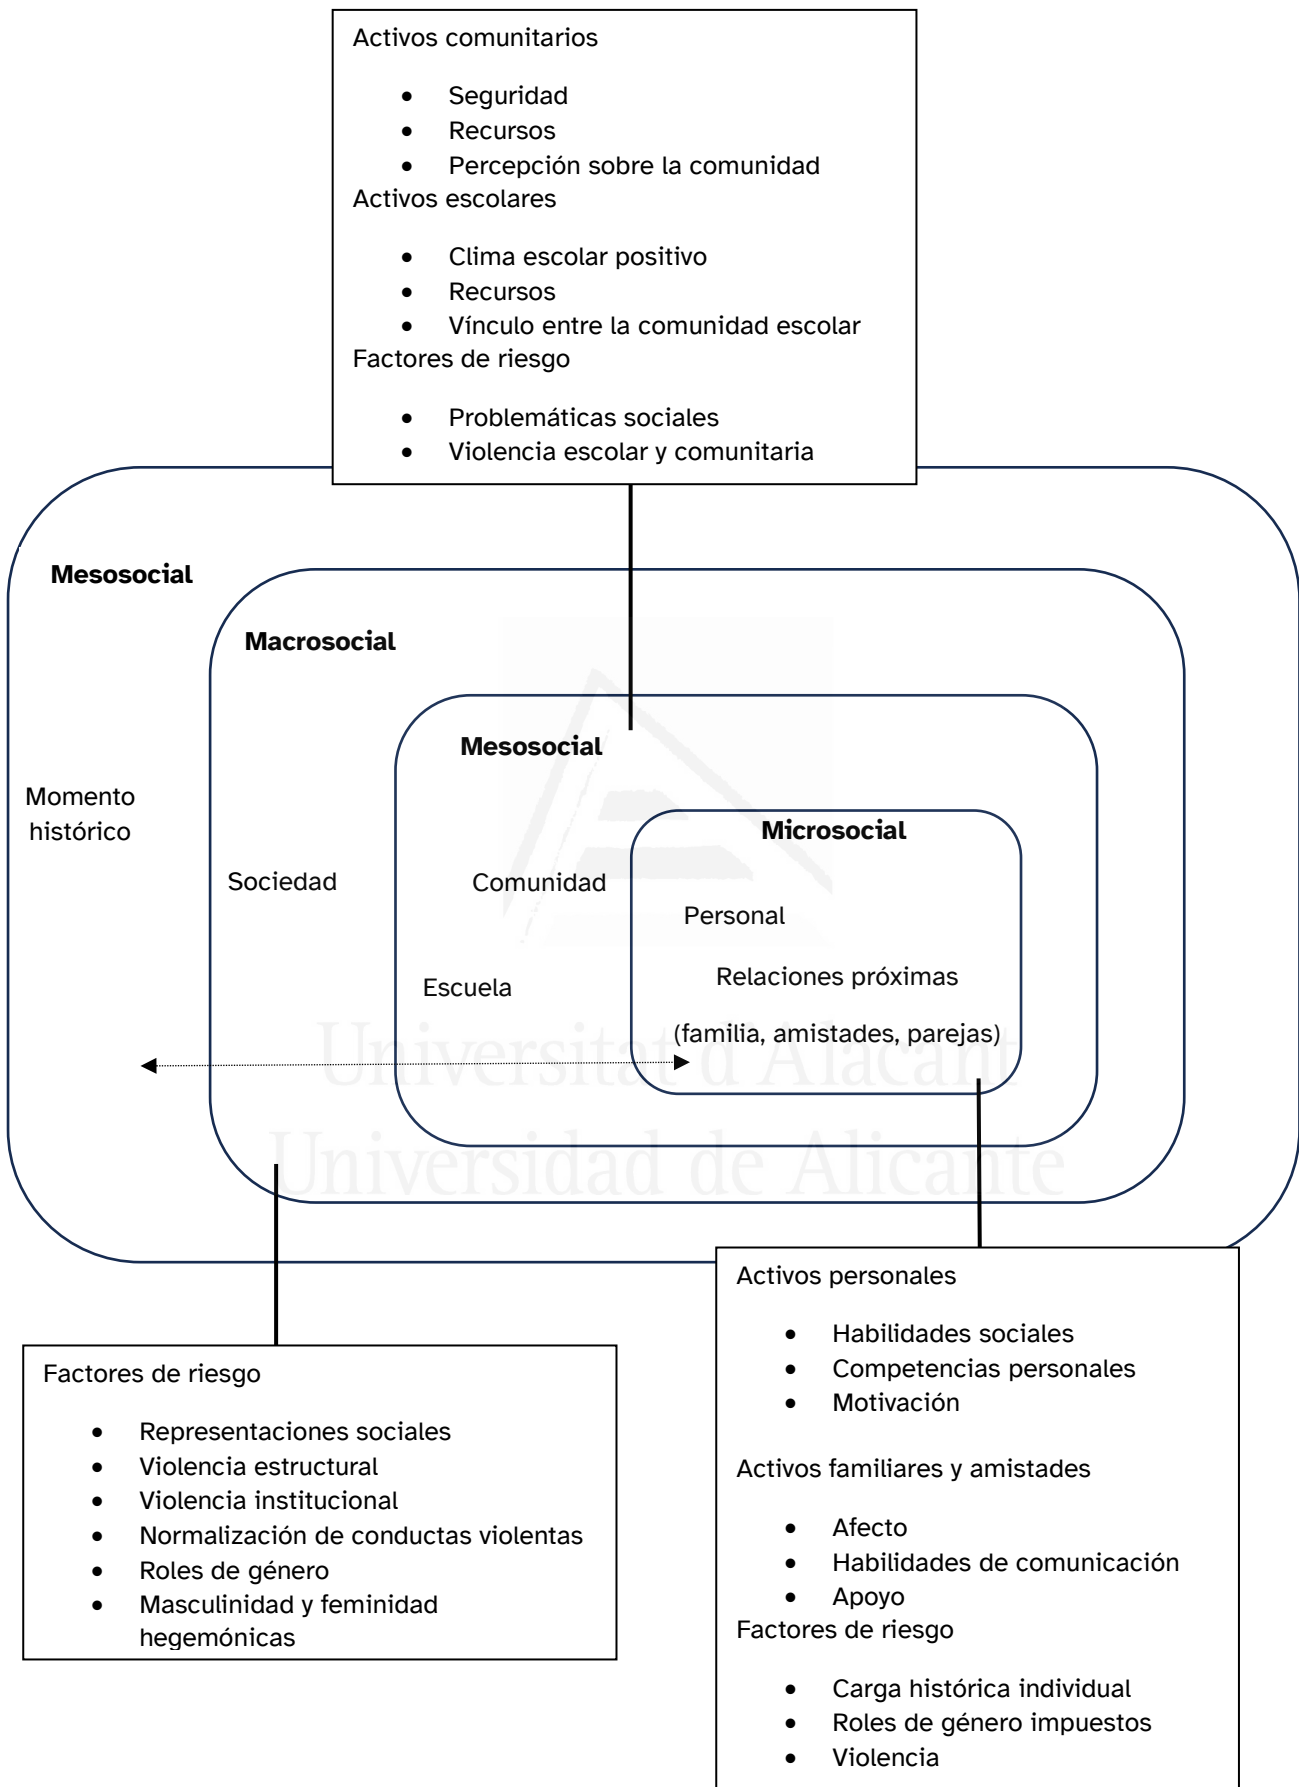 Activos comunitarios
• Seguridad
• Recursos
• Percepción sobre la comunidad
Activos escolares
• Clima escolar positivo
• Recursos
• Vínculo entre la comunidad escolar
Factores de riesgo
• Problemáticas sociales
• Violencia escolar y comunitaria
Mesosocial
Macrosocial
Mesosocial
Microsocial
Momento
histórico
Sociedad
Comunidad
Personal
Escuela
Relaciones próximas
(familia, amistades, parejas)
Universitat d'Alacant
Universidad de Alicante
Factores de riesgo
• Representaciones sociales
• Violencia estructural
• Violencia institucional
• Normalización de conductas violentas
• Roles de género
• Masculinidad y feminidad
hegemónicas
Activos personales
• Habilidades sociales
• Competencias personales
• Motivación
Activos familiares y amistades
• Afecto
• Habilidades de comunicación
• Apoyo
Factores de riesgo
• Carga histórica individual
• Roles de género impuestos
• Violencia